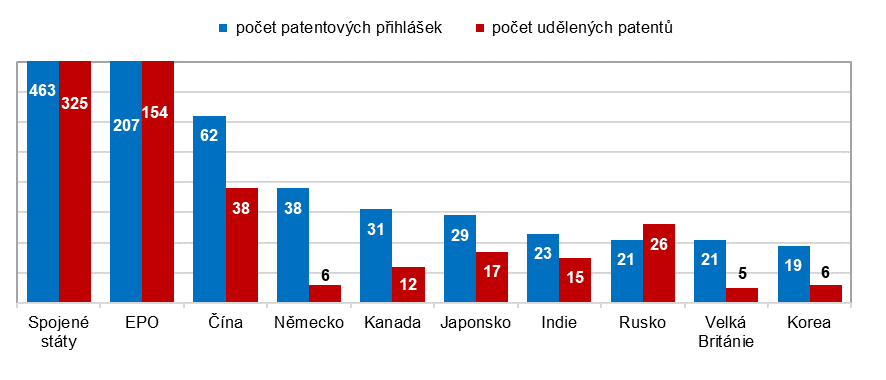 počet patentových přihlášek
počet udělených patentů
463
325
207
154
62
38
38
6
31
12
29
17
23
15
21
26
21
5
19
6
Spojené
státy
EPO
Čína
Německo
Kanada
Japonsko
Indie
Rusko
Velká
Británie
Korea